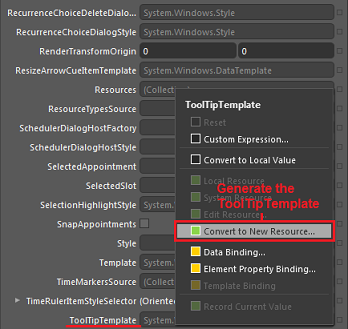 RecurrenceChoiceDeleteDialo... System.Windows.Style
RecurrenceChoiceDialogStyle System.Windows.Style
RenderTransformOrigin 0 0
ResizeArrowCueItemTemplate System.Windows.DataTemplate
Resources (Collec
ResourceTypesSource
SchedulerDialogHostFactory
SchedulerDialogHostStyle
SelectedAppointment
SelectedSlot
SelectionHighlightStyle System.
SnapAppointments
Style
Template System.
TimeMarkersSource (Collec
TimeRulerItemStyleSelector (Oriente
ToolTipTemplate System.
ToolTipTemplate
Reset
Custom Expression...
Convert to Local Value
Local Resource
System Resource
Edit Resource...
Generate the
ToolTip Template
Convert to New Resource...
Data Binding...
Element Property Binding...
Template Binding
Record Current Value